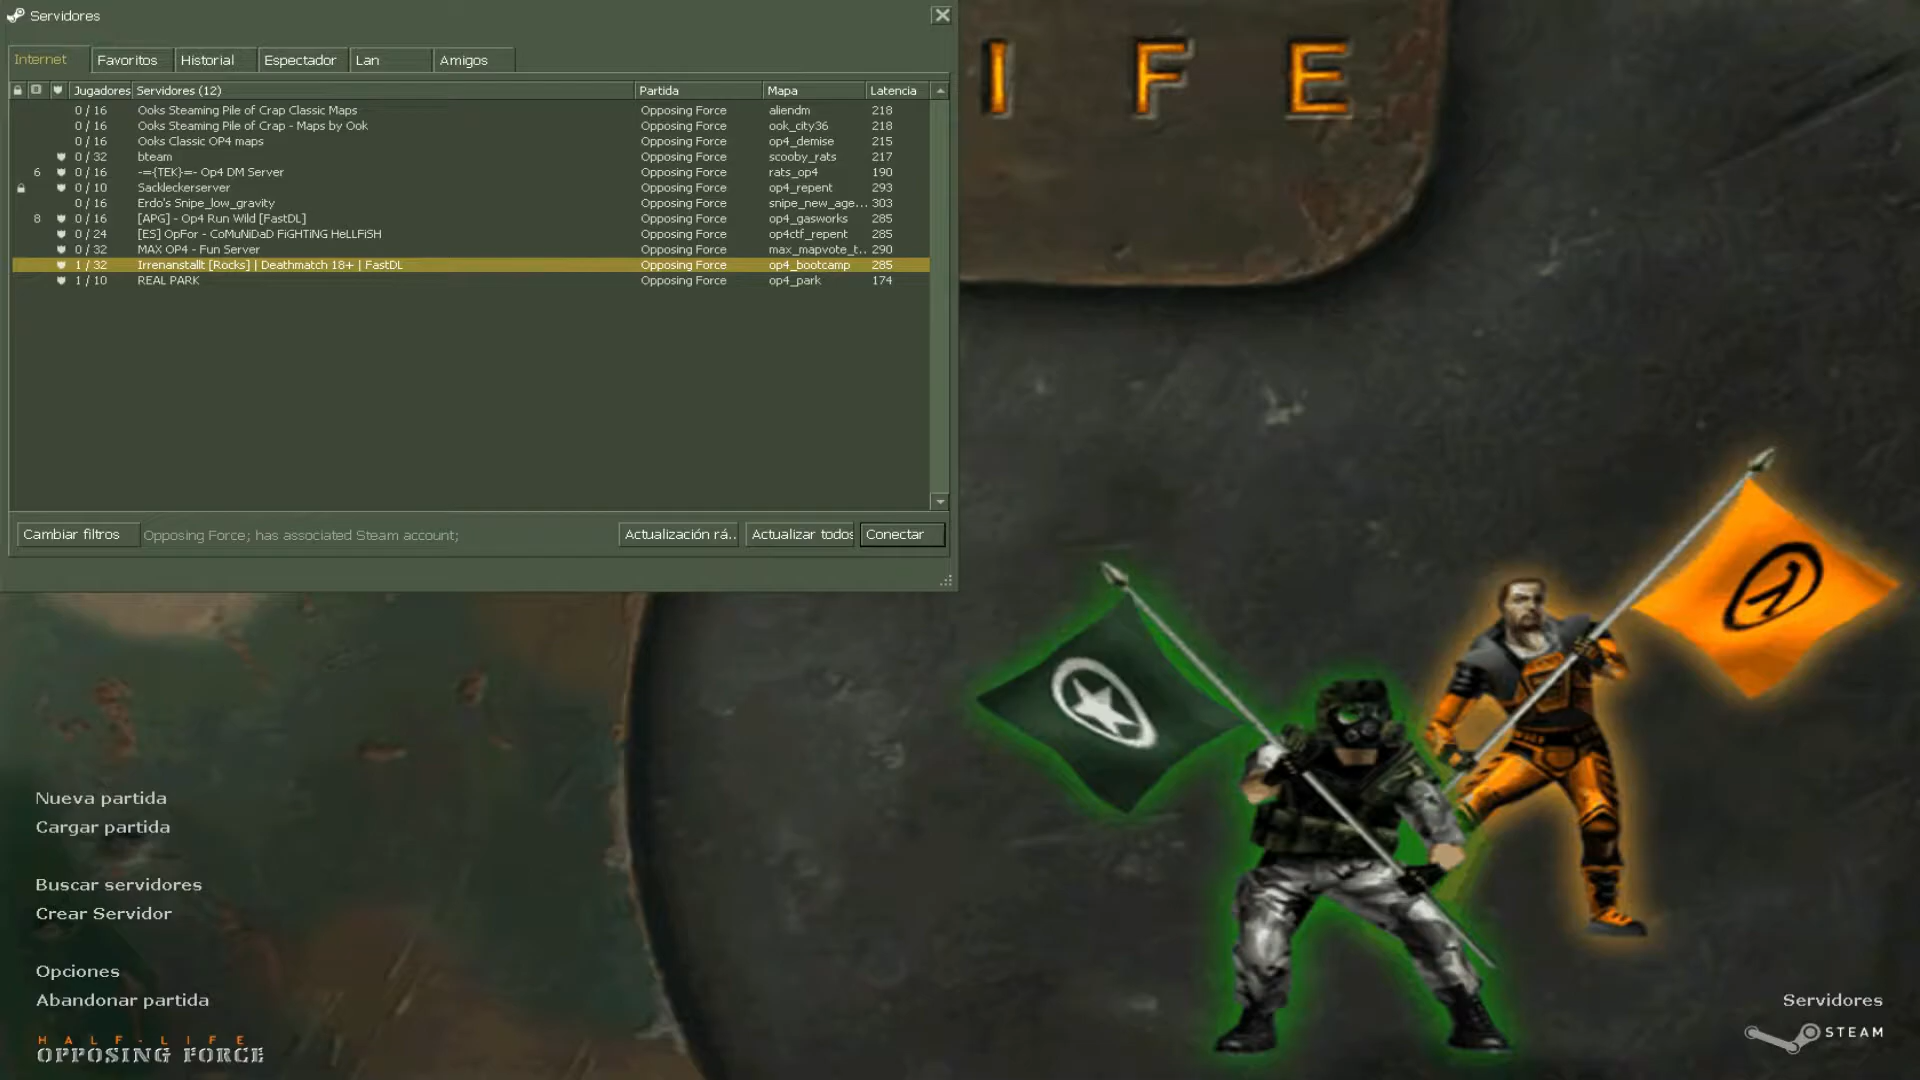 Servidores
I F E
Internet Favoritos Historial Espectador Lan Amigos
Jugadores Servidores (12) Partida Mapa Latencia
0 / 16 Ooks Steaming Pile of Crap Classic Maps Opposing Force aliendm 218
0 / 16 Ooks Steaming Pile of Crap - Maps by Ook Opposing Force ook_city36 218
0 / 16 Ooks Classic OP4 maps Opposing Force op4_demise 215
0 / 32 bteam Opposing Force scooby_rats 217
6 0 / 16 -={TEK}=- Op4 DM Server Opposing Force rats_op4 190
0 / 10 Sackleckerserver Opposing Force op4_repent 293
0 / 16 Erdo's Snipe_low_gravity Opposing Force snipe_new_age... 303
8 0 / 16 [APG] - Op4 Run Wild [FastDL] Opposing Force op4_gasworks 285
0 / 24 [ES] OpFor - CoMuNiDaD FiGHTiNG HeLLFiSH Opposing Force op4ctf_repent 285
0 / 32 MAX OP4 - Fun Server Opposing Force max_mapvote_t.. 290
1 / 32 Irrenanstallt [Rocks] | Deathmatch 18+ | FastDL Opposing Force op4_bootcamp 285
1 / 10 REAL PARK Opposing Force op4_park 174
Cambiar filtros Opposing Force; has associated Steam account; Actualización rá.. Actualizar todos Conectar
Nueva partida
Cargar partida
Buscar servidores
Crear Servidor
Opciones
Abandonar partida
Servidores
HALF-LIFE
OPPOSING FORCE
STEAM